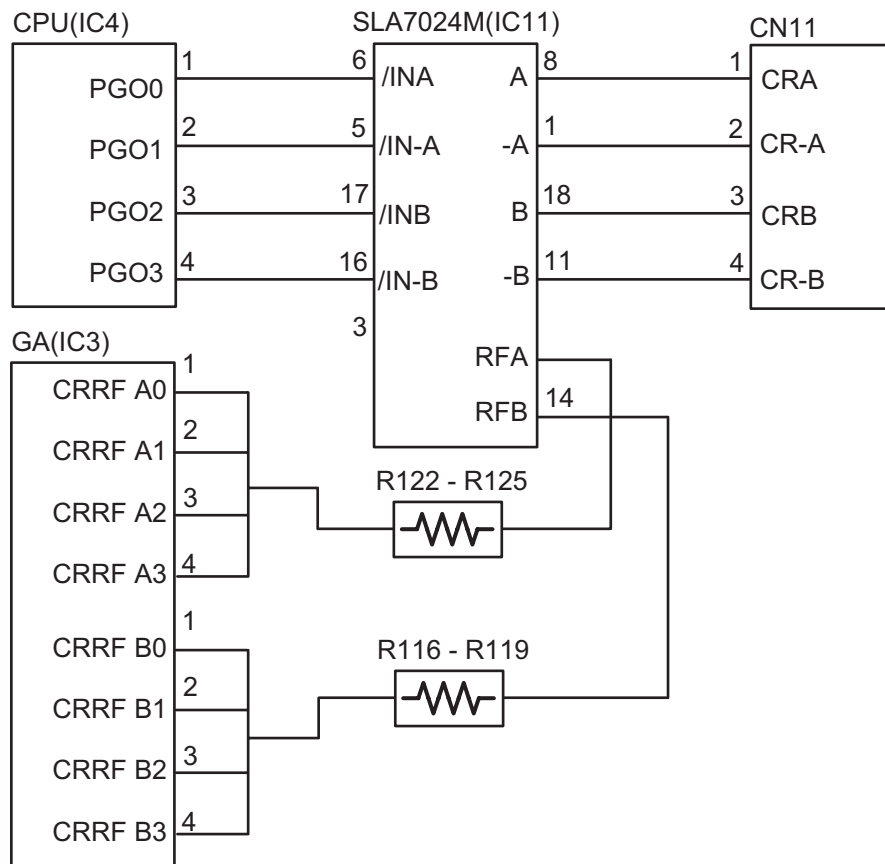 CPU(IC4)
SLA7024M(IC11)
CN11
1
6
8
1
PGO0
/INA
A
CRA
2
5
1
2
PGO1
/IN-A
-A
CR-A
3
17
18
3
PGO2
/INB
B
CRB
4
16
11
4
PGO3
/IN-B
-B
CR-B
3
GA(IC3)
RFA
1
CRRF A0
RFB
14
2
CRRF A1
R122 - R125
3
CRRF A2
4
CRRF A3
1
CRRF B0
R116 - R119
2
CRRF B1
3
CRRF B2
4
CRRF B3